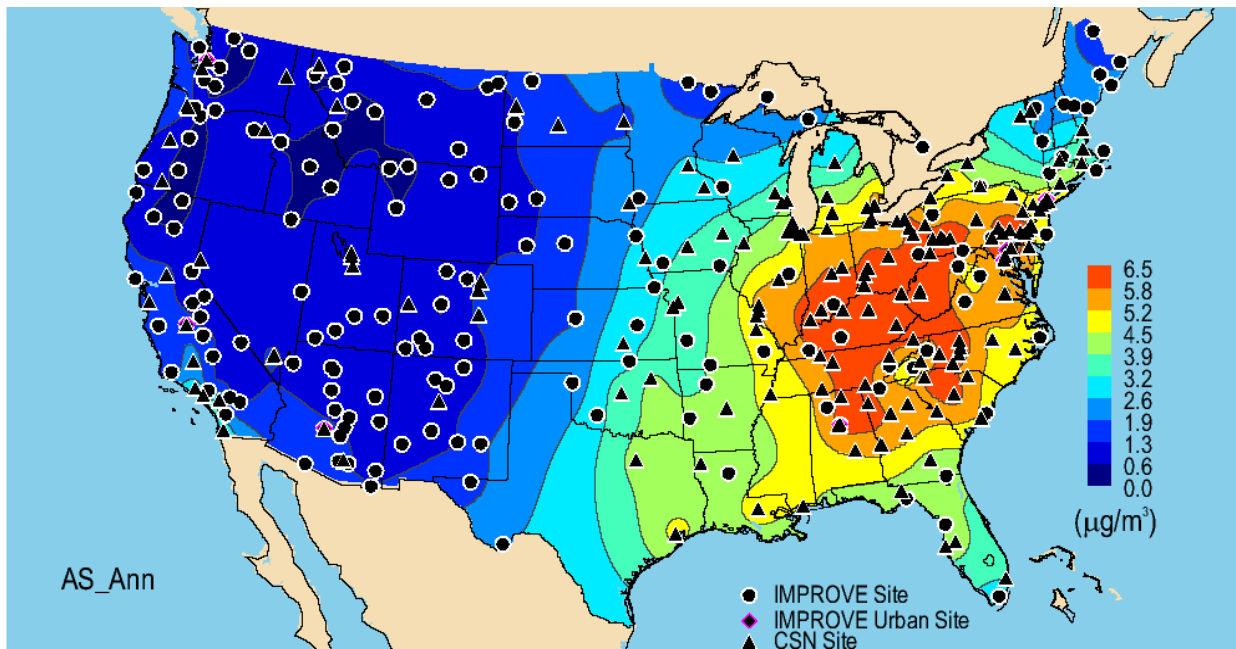 6.5
5.8
5.2
4.5
3.9
3.2
2.6
1.9
1.3
0.6
0.0
(μg/m³)
AS_Ann
IMPROVE Site
IMPROVE Urban Site
CSN Site